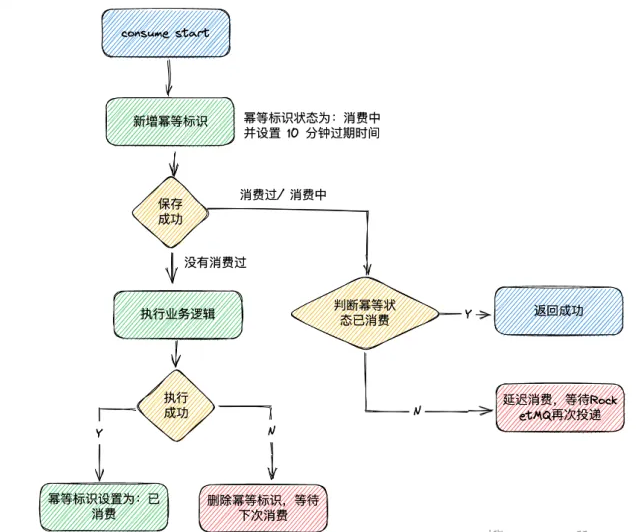 consume start
新增幂等标识
幂等标识状态为：消费中
并设置 10 分钟过期时间
保存
成功
消费过/ 消费中
没有消费过
执行业务逻辑
判断幂等状
态已消费
Y
返回成功
执行
成功
延迟消费，等待Rock
etMQ再次投递
N
Y
N
幂等标识设置为：已
消费
删除幂等标识，等待
下次消费